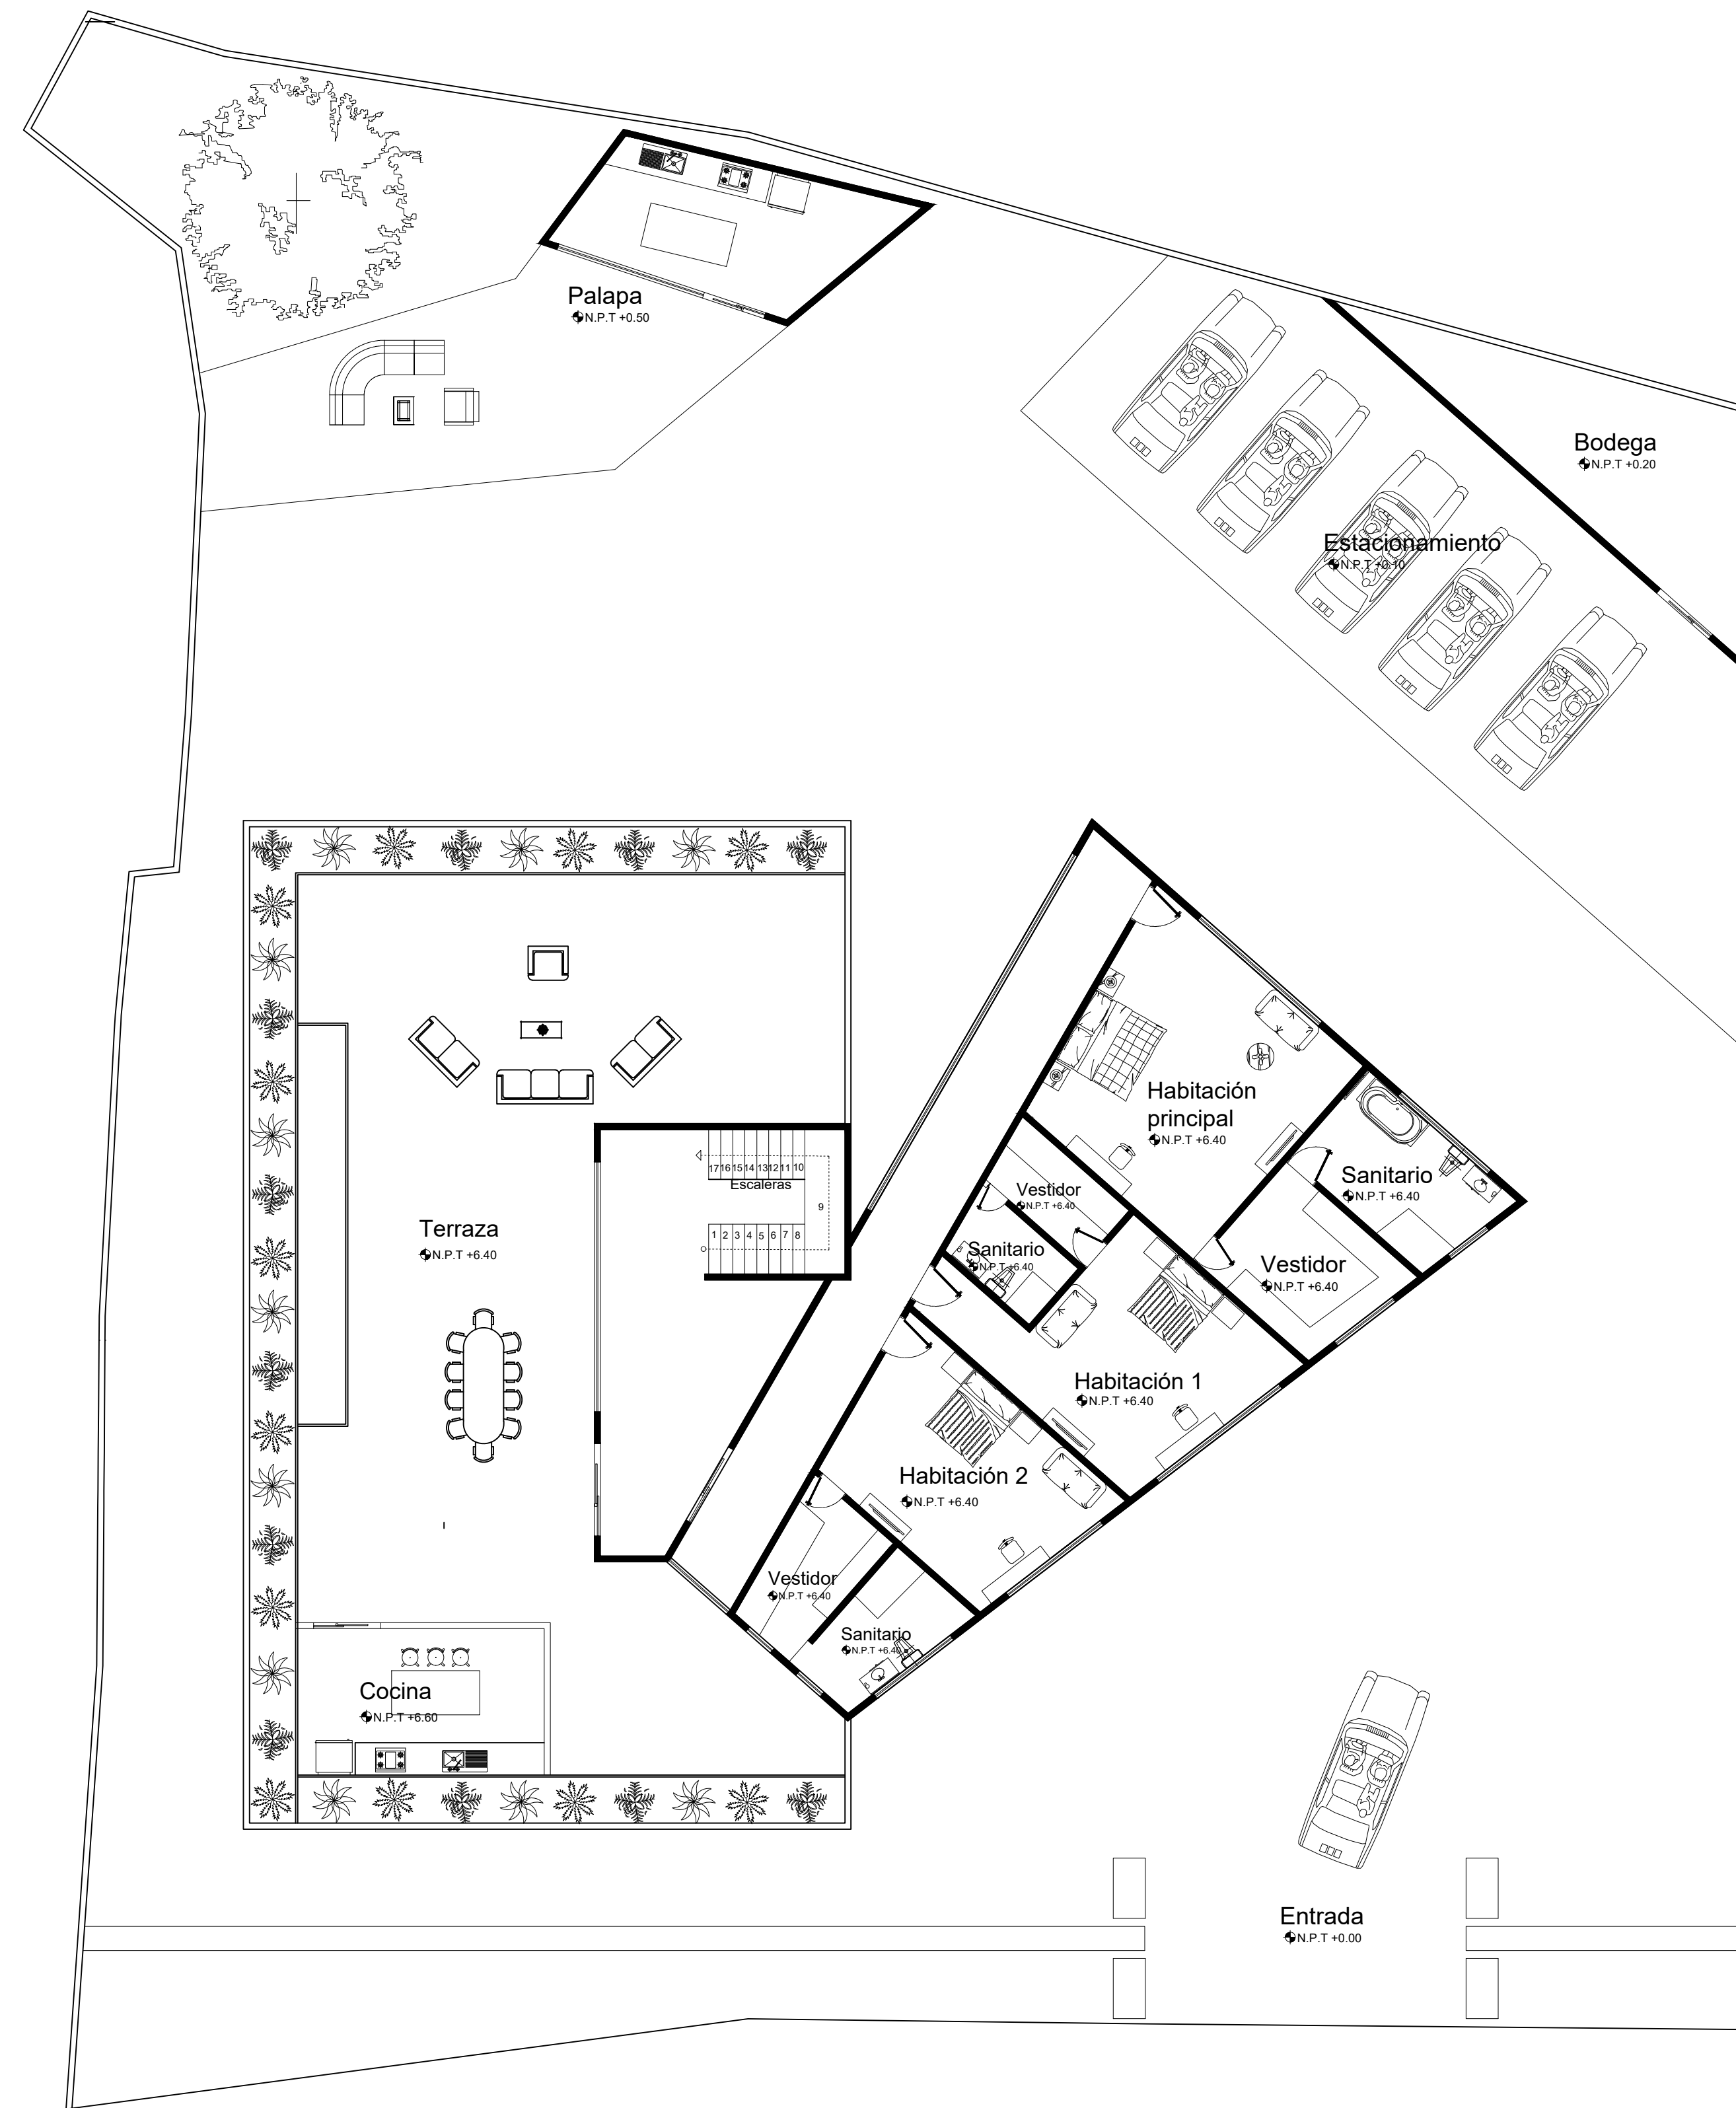 Palapa
N.P.T +0.50
Bodega
N.P.T +0.20
Estacionamiento
N.P.T +0.10
Habitación
principal
N.P.T +6.40
Sanitario
N.P.T +6.40
Vestidor
N.P.T +6.40
17 16 15 14 13 12 11 10
Escaleras
9
1 2 3 4 5 6 7 8
Terraza
N.P.T +6.40
Sanitario
N.P.T +6.40
Vestidor
N.P.T +6.40
Habitación 1
N.P.T +6.40
Habitación 2
N.P.T +6.40
Vestidor
N.P.T +6.40
Sanitario
N.P.T +6.40
Cocina
N.P.T +6.60
Entrada
N.P.T +0.00